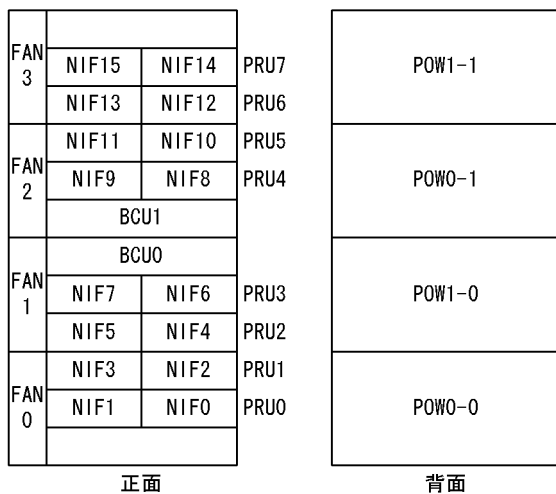 FAN
3
NIF15 NIF14 PRU7
NIF13 NIF12 PRU6
FAN
2
NIF11 NIF10 PRU5
NIF9 NIF8 PRU4
BCU1
FAN
1
BCU0
NIF7 NIF6 PRU3
NIF5 NIF4 PRU2
FAN
0
NIF3 NIF2 PRU1
NIF1 NIF0 PRU0
正面
POW1-1
POW0-1
POW1-0
POW0-0
背面